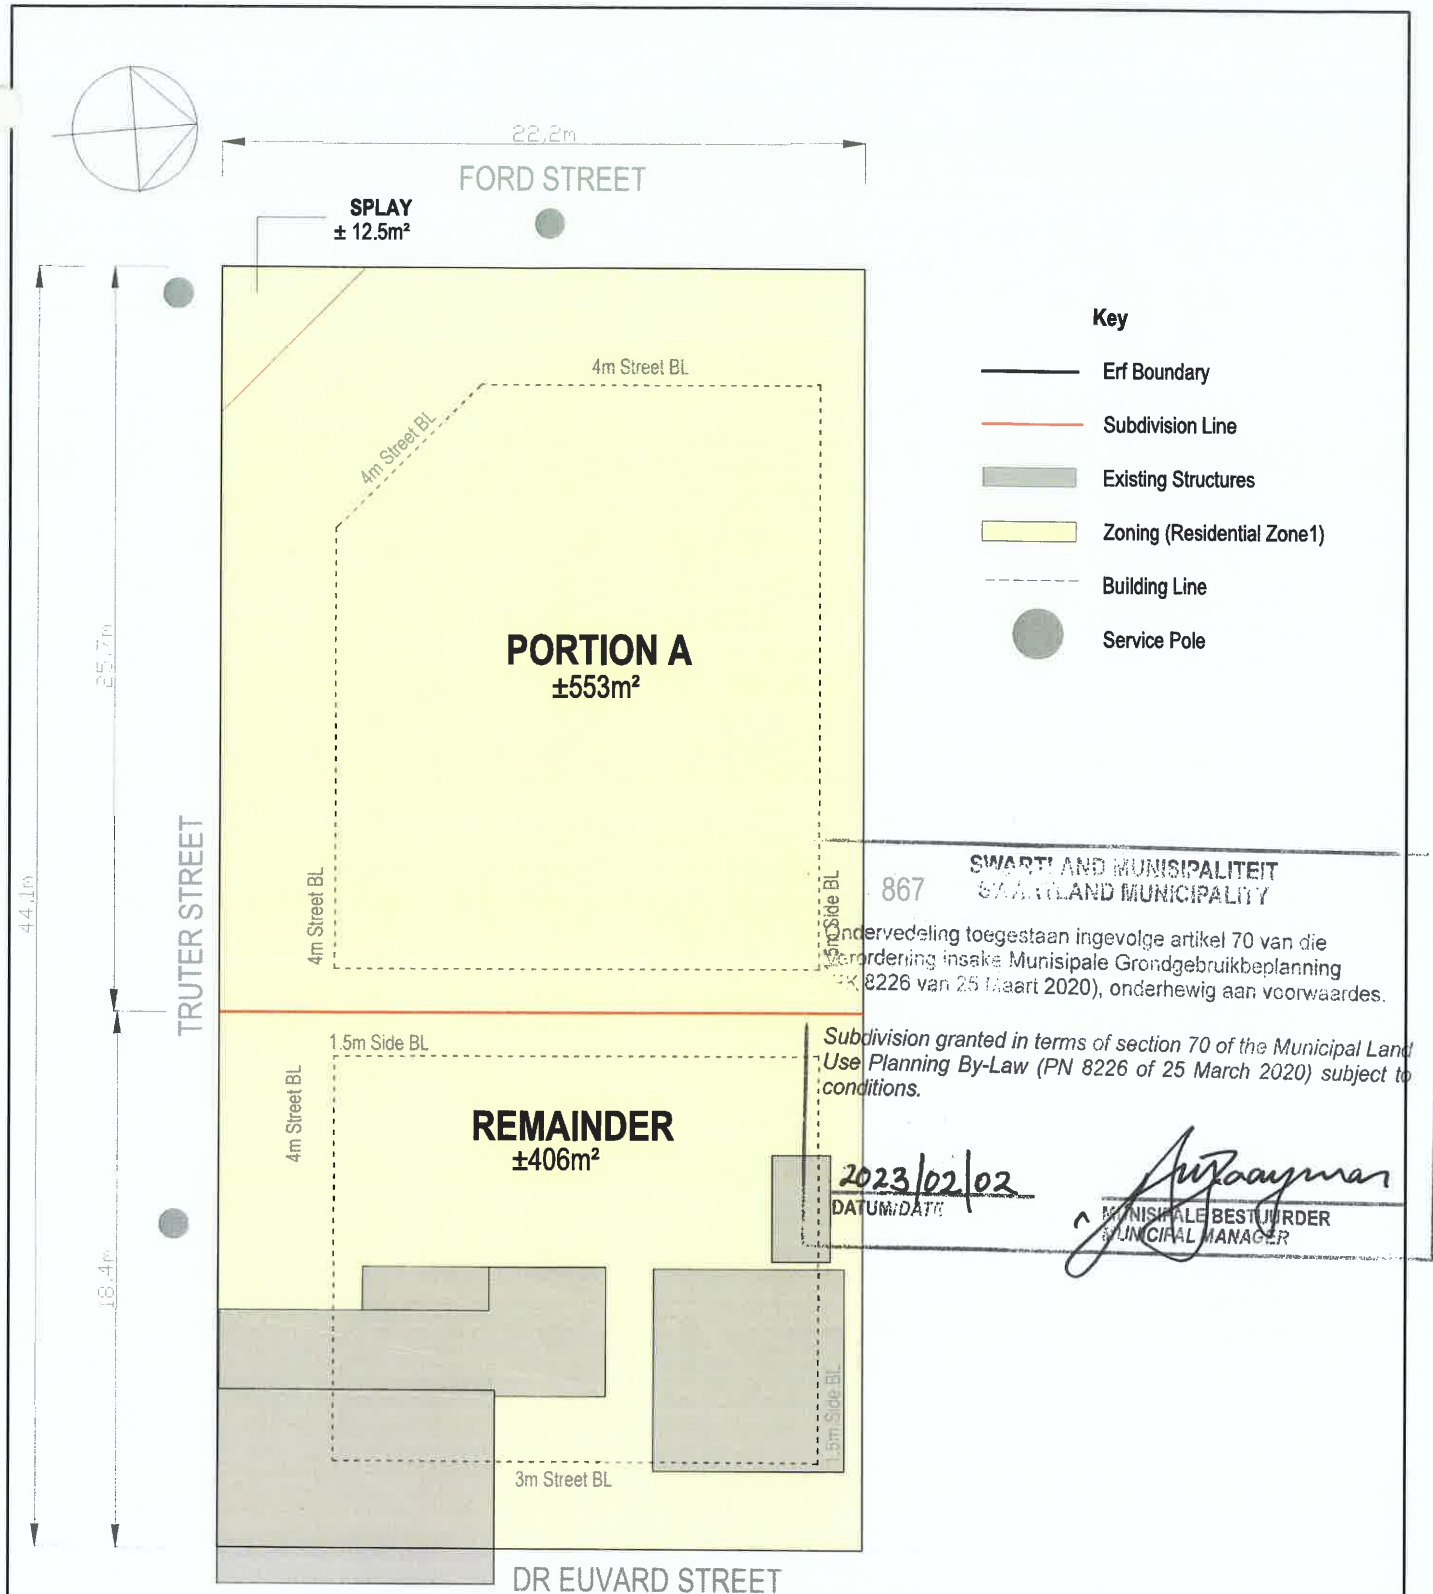 22,2m
FORD STREET
SPLAY
± 12.5m²
Key
Erf Boundary
Subdivision Line
Existing Structures
Zoning (Residential Zone1)
Building Line
Service Pole
4m Street BL
4m Street BL
PORTION A
±553m²
25,7m
44,1m
TRUTER STREET
4m Street BL
1.5m Side BL
867
SWARTLAND MUNISIPALITEIT
SWARTLAND MUNICIPALITY
Ondervedeling toegestaan ingevolge artikel 70 van die
Verordening insake Munisipale Grondgebruikbeplanning
8226 van 25 Maart 2020), onderhewig aan voorwaardes.
Subdivision granted in terms of section 70 of the Municipal Land
Use Planning By-Law (PN 8226 of 25 March 2020) subject to
conditions.
2023/02/02
DATUM/DATE
MUNISIPALE BESTUURDER
MUNICIPAL MANAGER
1.5m Side BL
4m Street BL
REMAINDER
±406m²
18,4m
1.5m Side BL
3m Street BL
DR EUVARD STREET